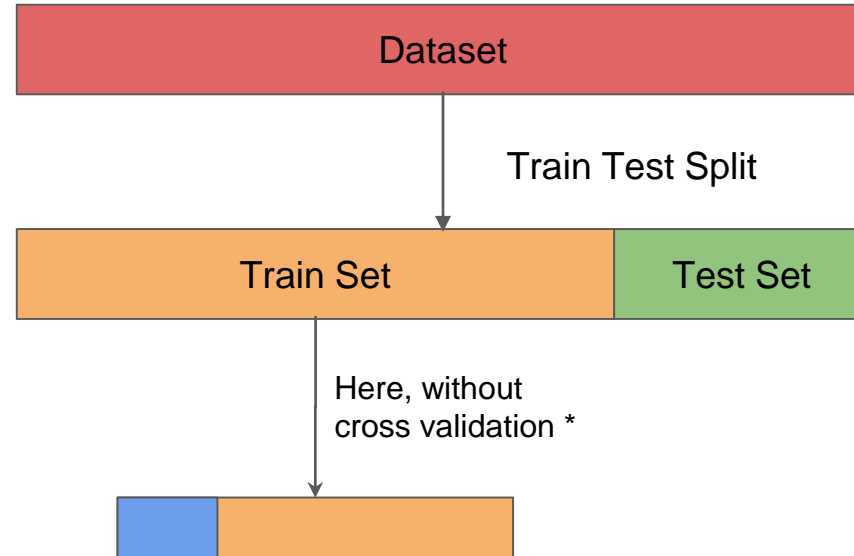 Dataset
Train Test Split
Train Set
Test Set
Here, without
cross validation *